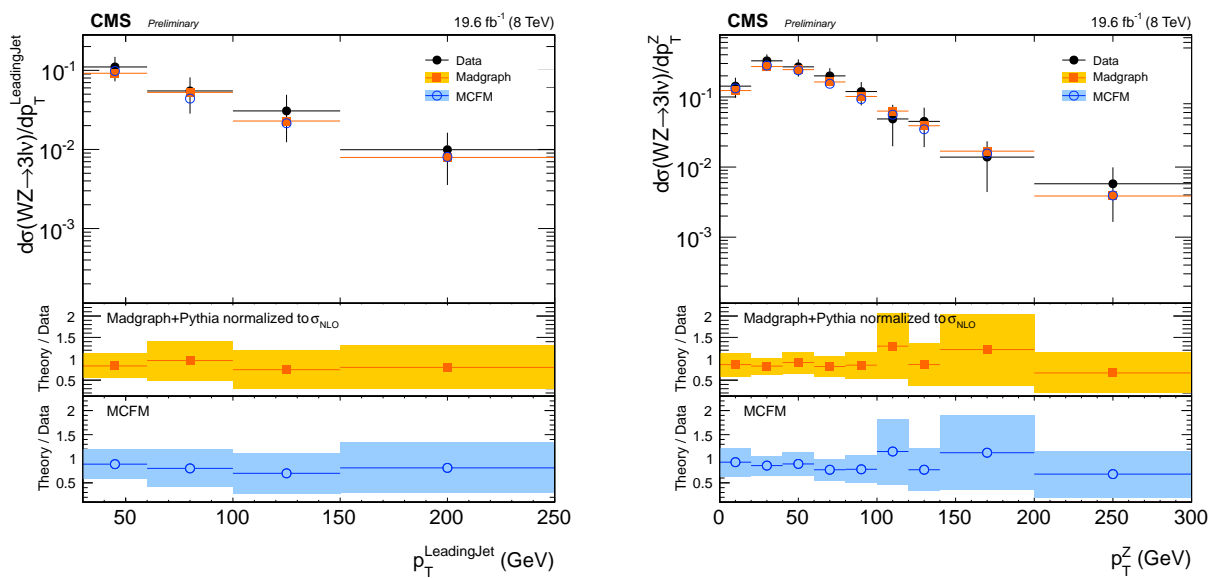 CMS Preliminary 19.6 fb⁻¹ (8 TeV)
dσ(WZ→3lν)/dp_T^LeadingJet
10⁻¹
10⁻²
10⁻³
Data
Madgraph
MCFM
Theory / Data
2
1.5
1
0.5
Madgraph+Pythia normalized to σ_NLO
Theory / Data
2
1.5
1
0.5
MCFM
50 100 150 200 250
p_T^LeadingJet (GeV)
CMS Preliminary 19.6 fb⁻¹ (8 TeV)
dσ(WZ→3lν)/dp_T^Z
1
10⁻¹
10⁻²
10⁻³
Data
Madgraph
MCFM
Theory / Data
2
1.5
1
0.5
Madgraph+Pythia normalized to σ_NLO
Theory / Data
2
1.5
1
0.5
MCFM
0 50 100 150 200 250 300
p_T^Z (GeV)